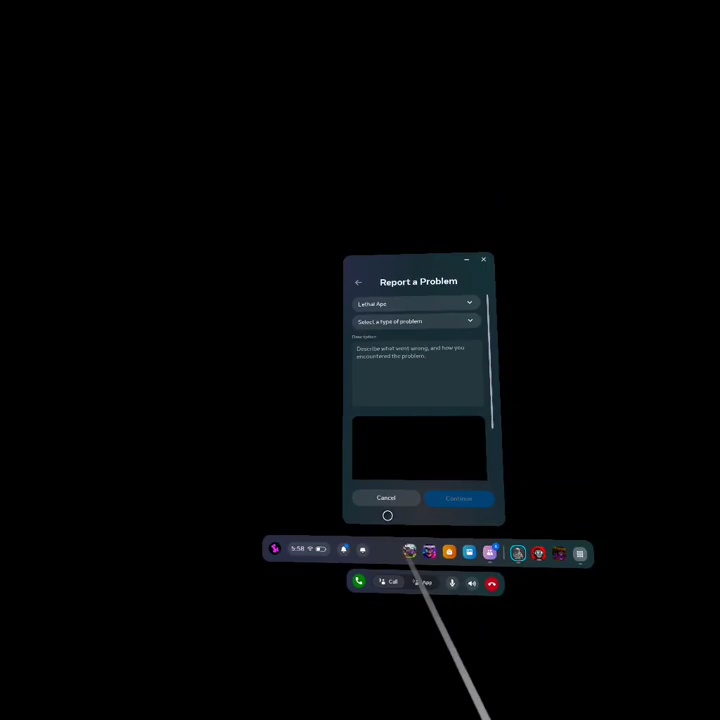 Report a Problem
Lethal Ape
Select a type of problem
Description
Describe what went wrong, and how you
encountered the problem.
Cancel
Continue
5:58
Call
App